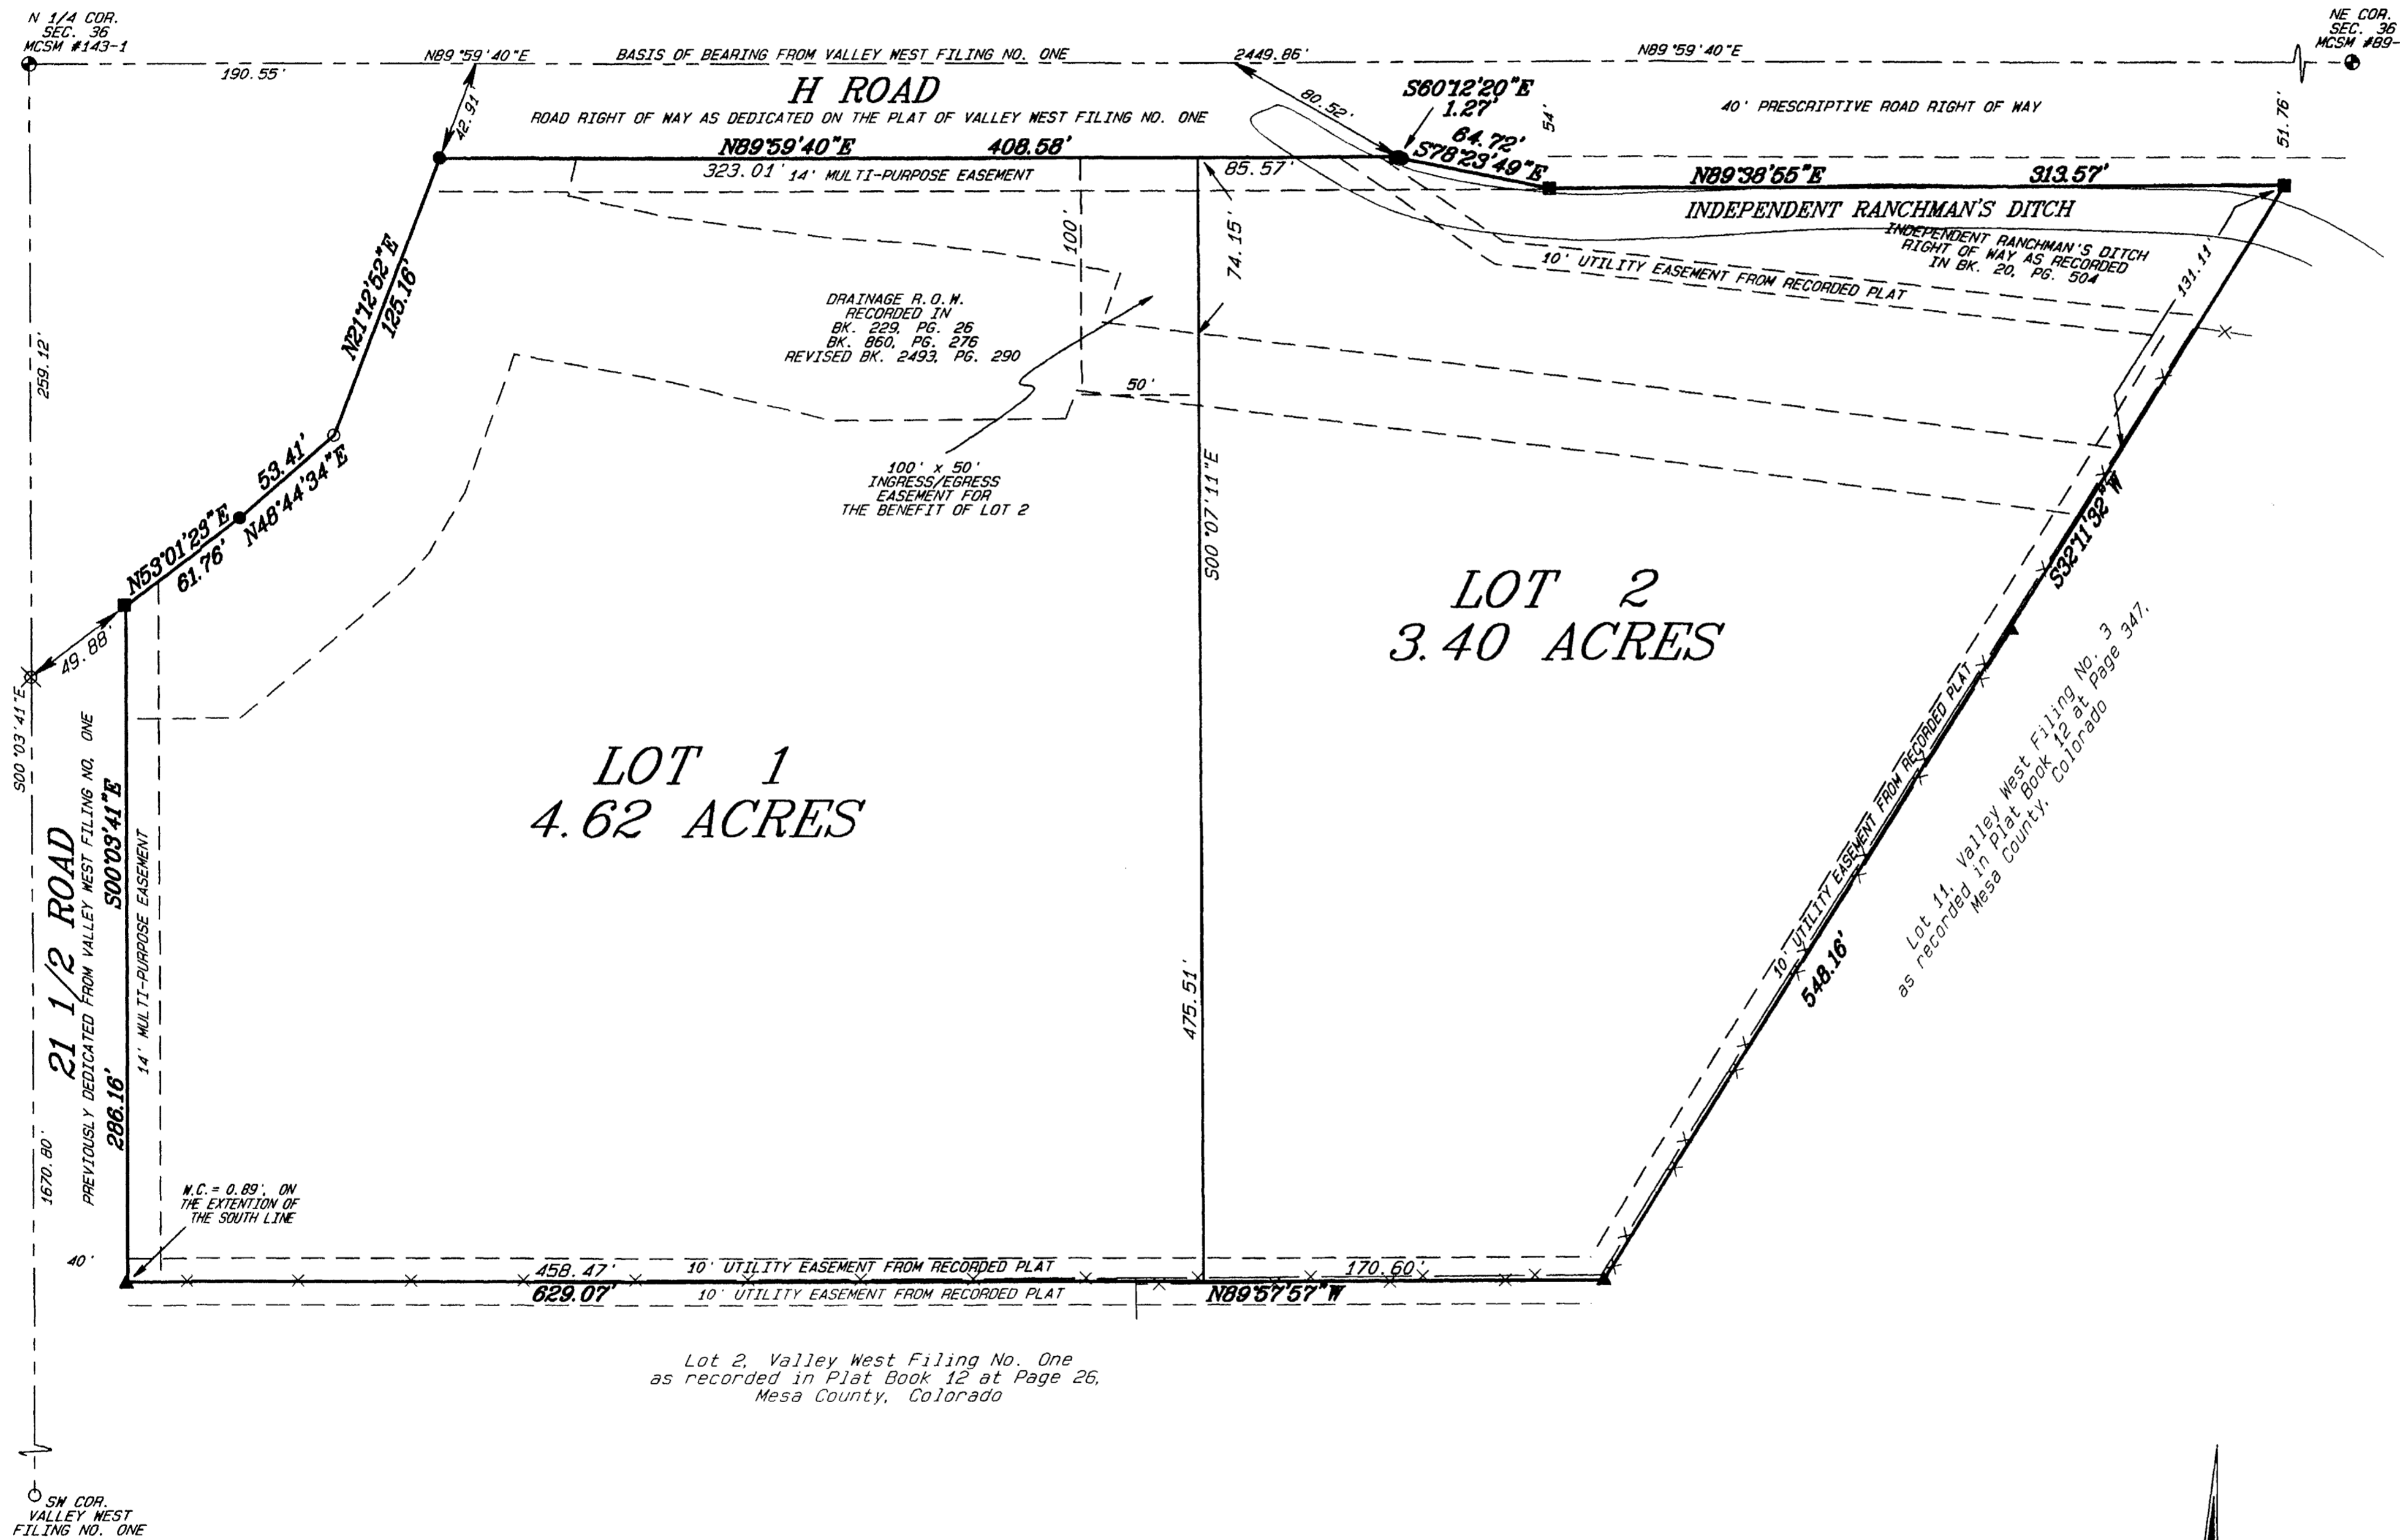 N 1/4 COR.
SEC. 36
MCSM #143-1
NE COR.
SEC. 36
MCSM #89-
190.55'
N89°59'40"E
BASIS OF BEARING FROM VALLEY WEST FILING NO. ONE
2449.86'
N89°59'40"E
H ROAD
ROAD RIGHT OF WAY AS DEDICATED ON THE PLAT OF VALLEY WEST FILING NO. ONE
42.91'
80.52'
S60°12'20"E
1.27'
54'
40' PRESCRIPTIVE ROAD RIGHT OF WAY
51.76'
N89°59'40"E 408.58'
323.01' 14' MULTI-PURPOSE EASEMENT
85.57'
64.72'
S78°23'49"E
N89°38'55"E 313.57'
INDEPENDENT RANCHMAN'S DITCH
INDEPENDENT RANCHMAN'S DITCH
RIGHT OF WAY AS RECORDED
IN BK. 20, PG. 504
10' UTILITY EASEMENT FROM RECORDED PLAT
131.11'
100'
74.15'
N21°12'52"E
125.16'
DRAINAGE R.O.W.
RECORDED IN
BK. 229, PG. 26
BK. 860, PG. 276
REVISED BK. 2493, PG. 290
259.12'
50'
100' x 50'
INGRESS/EGRESS
EASEMENT FOR
THE BENEFIT OF LOT 2
53.41'
N48°44'34"E
N53°01'23"E
61.76'
49.88'
S00°07'11"E
S32°11'32"W
LOT 2
3.40 ACRES
LOT 1
4.62 ACRES
S00°03'41"E
21 1/2 ROAD
PREVIOUSLY DEDICATED FROM VALLEY WEST FILING NO. ONE
S00°03'41"E
286.16'
14' MULTI-PURPOSE EASEMENT
1670.80'
475.51'
10' UTILITY EASEMENT FROM RECORDED PLAT
548.16'
Lot 11, Valley West Filing No. 3
as recorded in Plat Book 12 at Page 347,
Mesa County, Colorado
W.C.= 0.89', ON
THE EXTENTION OF
THE SOUTH LINE
40'
458.47' 10' UTILITY EASEMENT FROM RECORDED PLAT
170.60'
629.07' 10' UTILITY EASEMENT FROM RECORDED PLAT
N89°57'57"W
Lot 2, Valley West Filing No. One
as recorded in Plat Book 12 at Page 26,
Mesa County, Colorado
SW COR.
VALLEY WEST
FILING NO. ONE